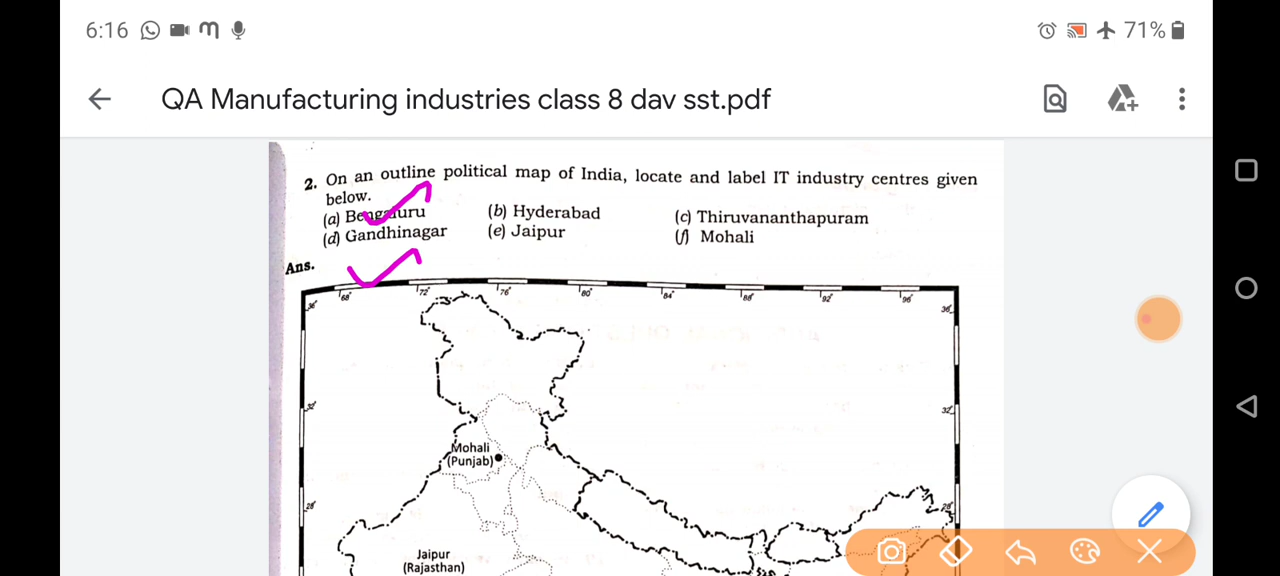 6:16
71%
QA Manufacturing industries class 8 dav sst.pdf
2. On an outline political map of India, locate and label IT industry centres given
below.
(a) Bengaluru (b) Hyderabad (c) Thiruvananthapuram
(d) Gandhinagar (e) Jaipur (f) Mohali
Ans.
68° 72° 76° 80° 84° 88° 92° 96°
36° 36°
32° 32°
Mohali
(Punjab)
28° 28°
Jaipur
(Rajasthan)